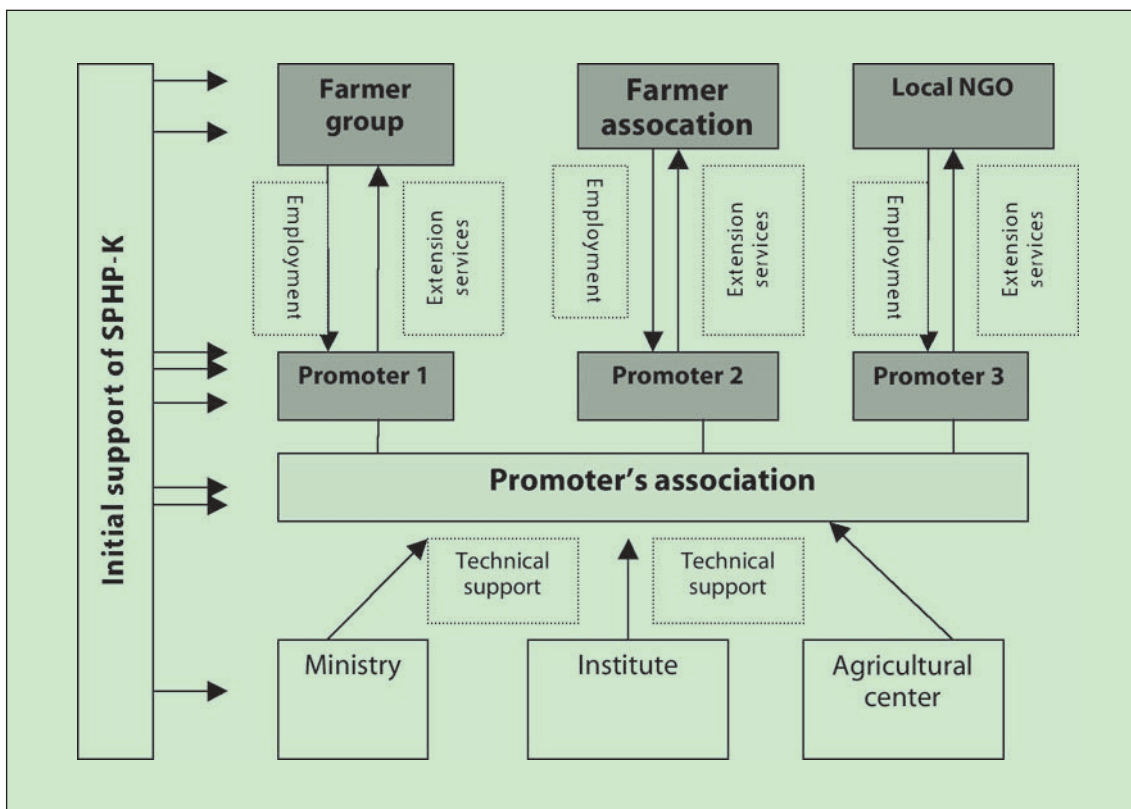 Initial support of SPHP-K
Farmer
group
Farmer
assocation
Local NGO
Employment
Extension
services
Employment
Extension
services
Employment
Extension
services
Promoter 1
Promoter 2
Promoter 3
Promoter’s association
Technical
support
Technical
support
Ministry
Institute
Agricultural
center